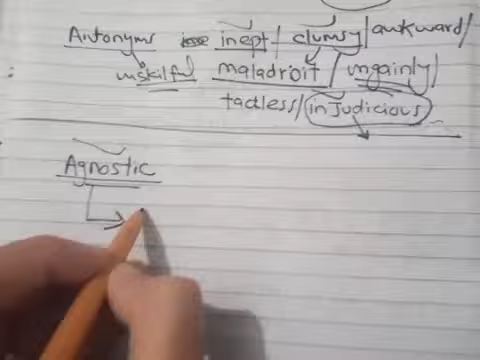 Antonyms inept / clumsy / awkward /
unskilful maladroit / ungainly /
tactless / injudicious
Agnostic